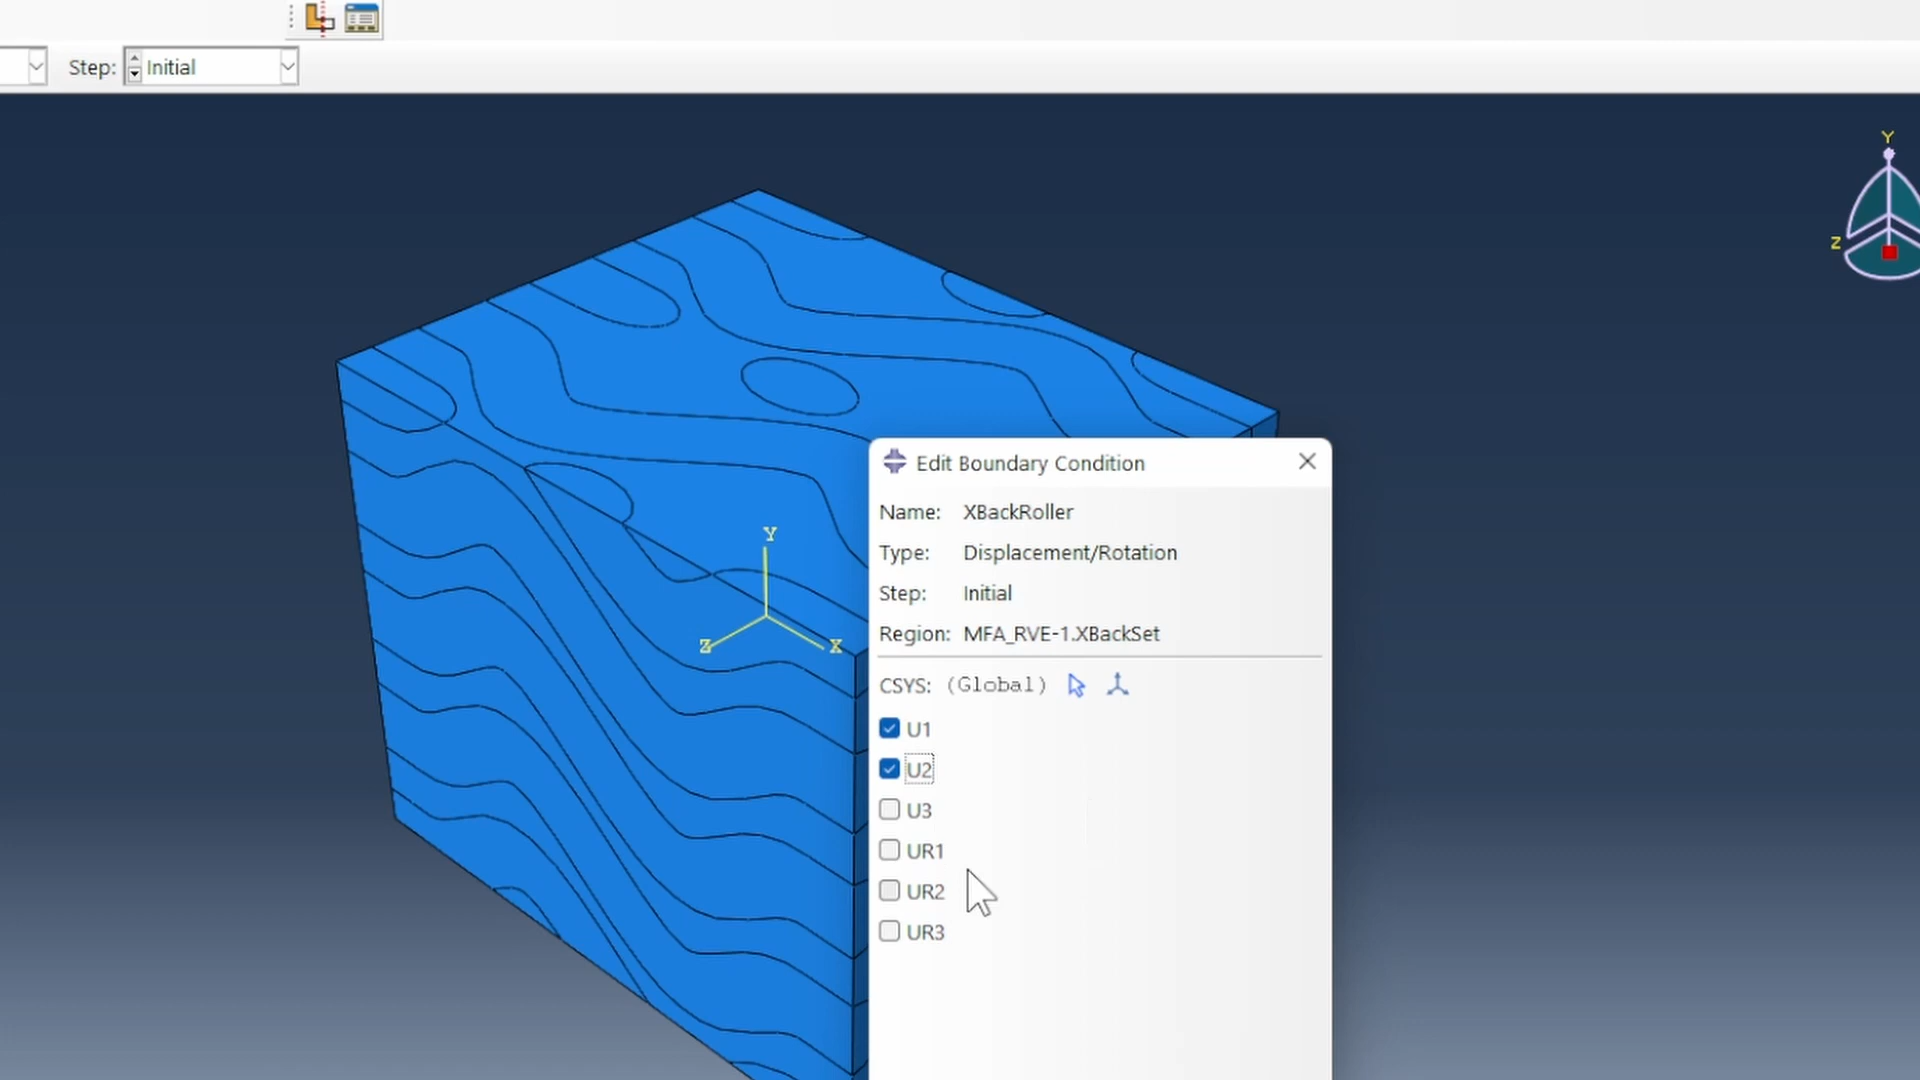 Step: Initial
Y
Z
Y
Z
X
Edit Boundary Condition
Name: XBackRoller
Type: Displacement/Rotation
Step: Initial
Region: MFA_RVE-1.XBackSet
CSYS: (Global)
U1
U2
U3
UR1
UR2
UR3